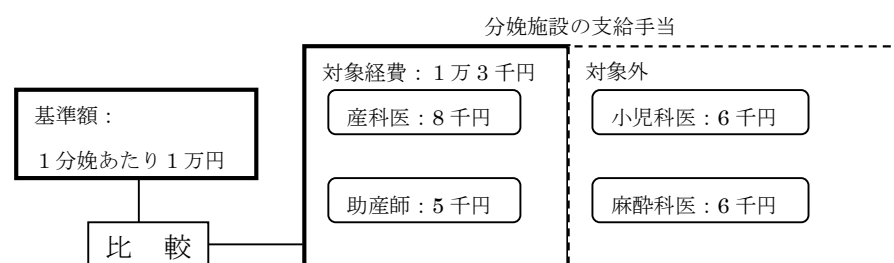 分娩施設の支給手当
対象経費：１万３千円
対象外
基準額：
１分娩あたり１万円
産科医：８千円
小児科医：６千円
助産師：５千円
麻酔科医：６千円
比　較